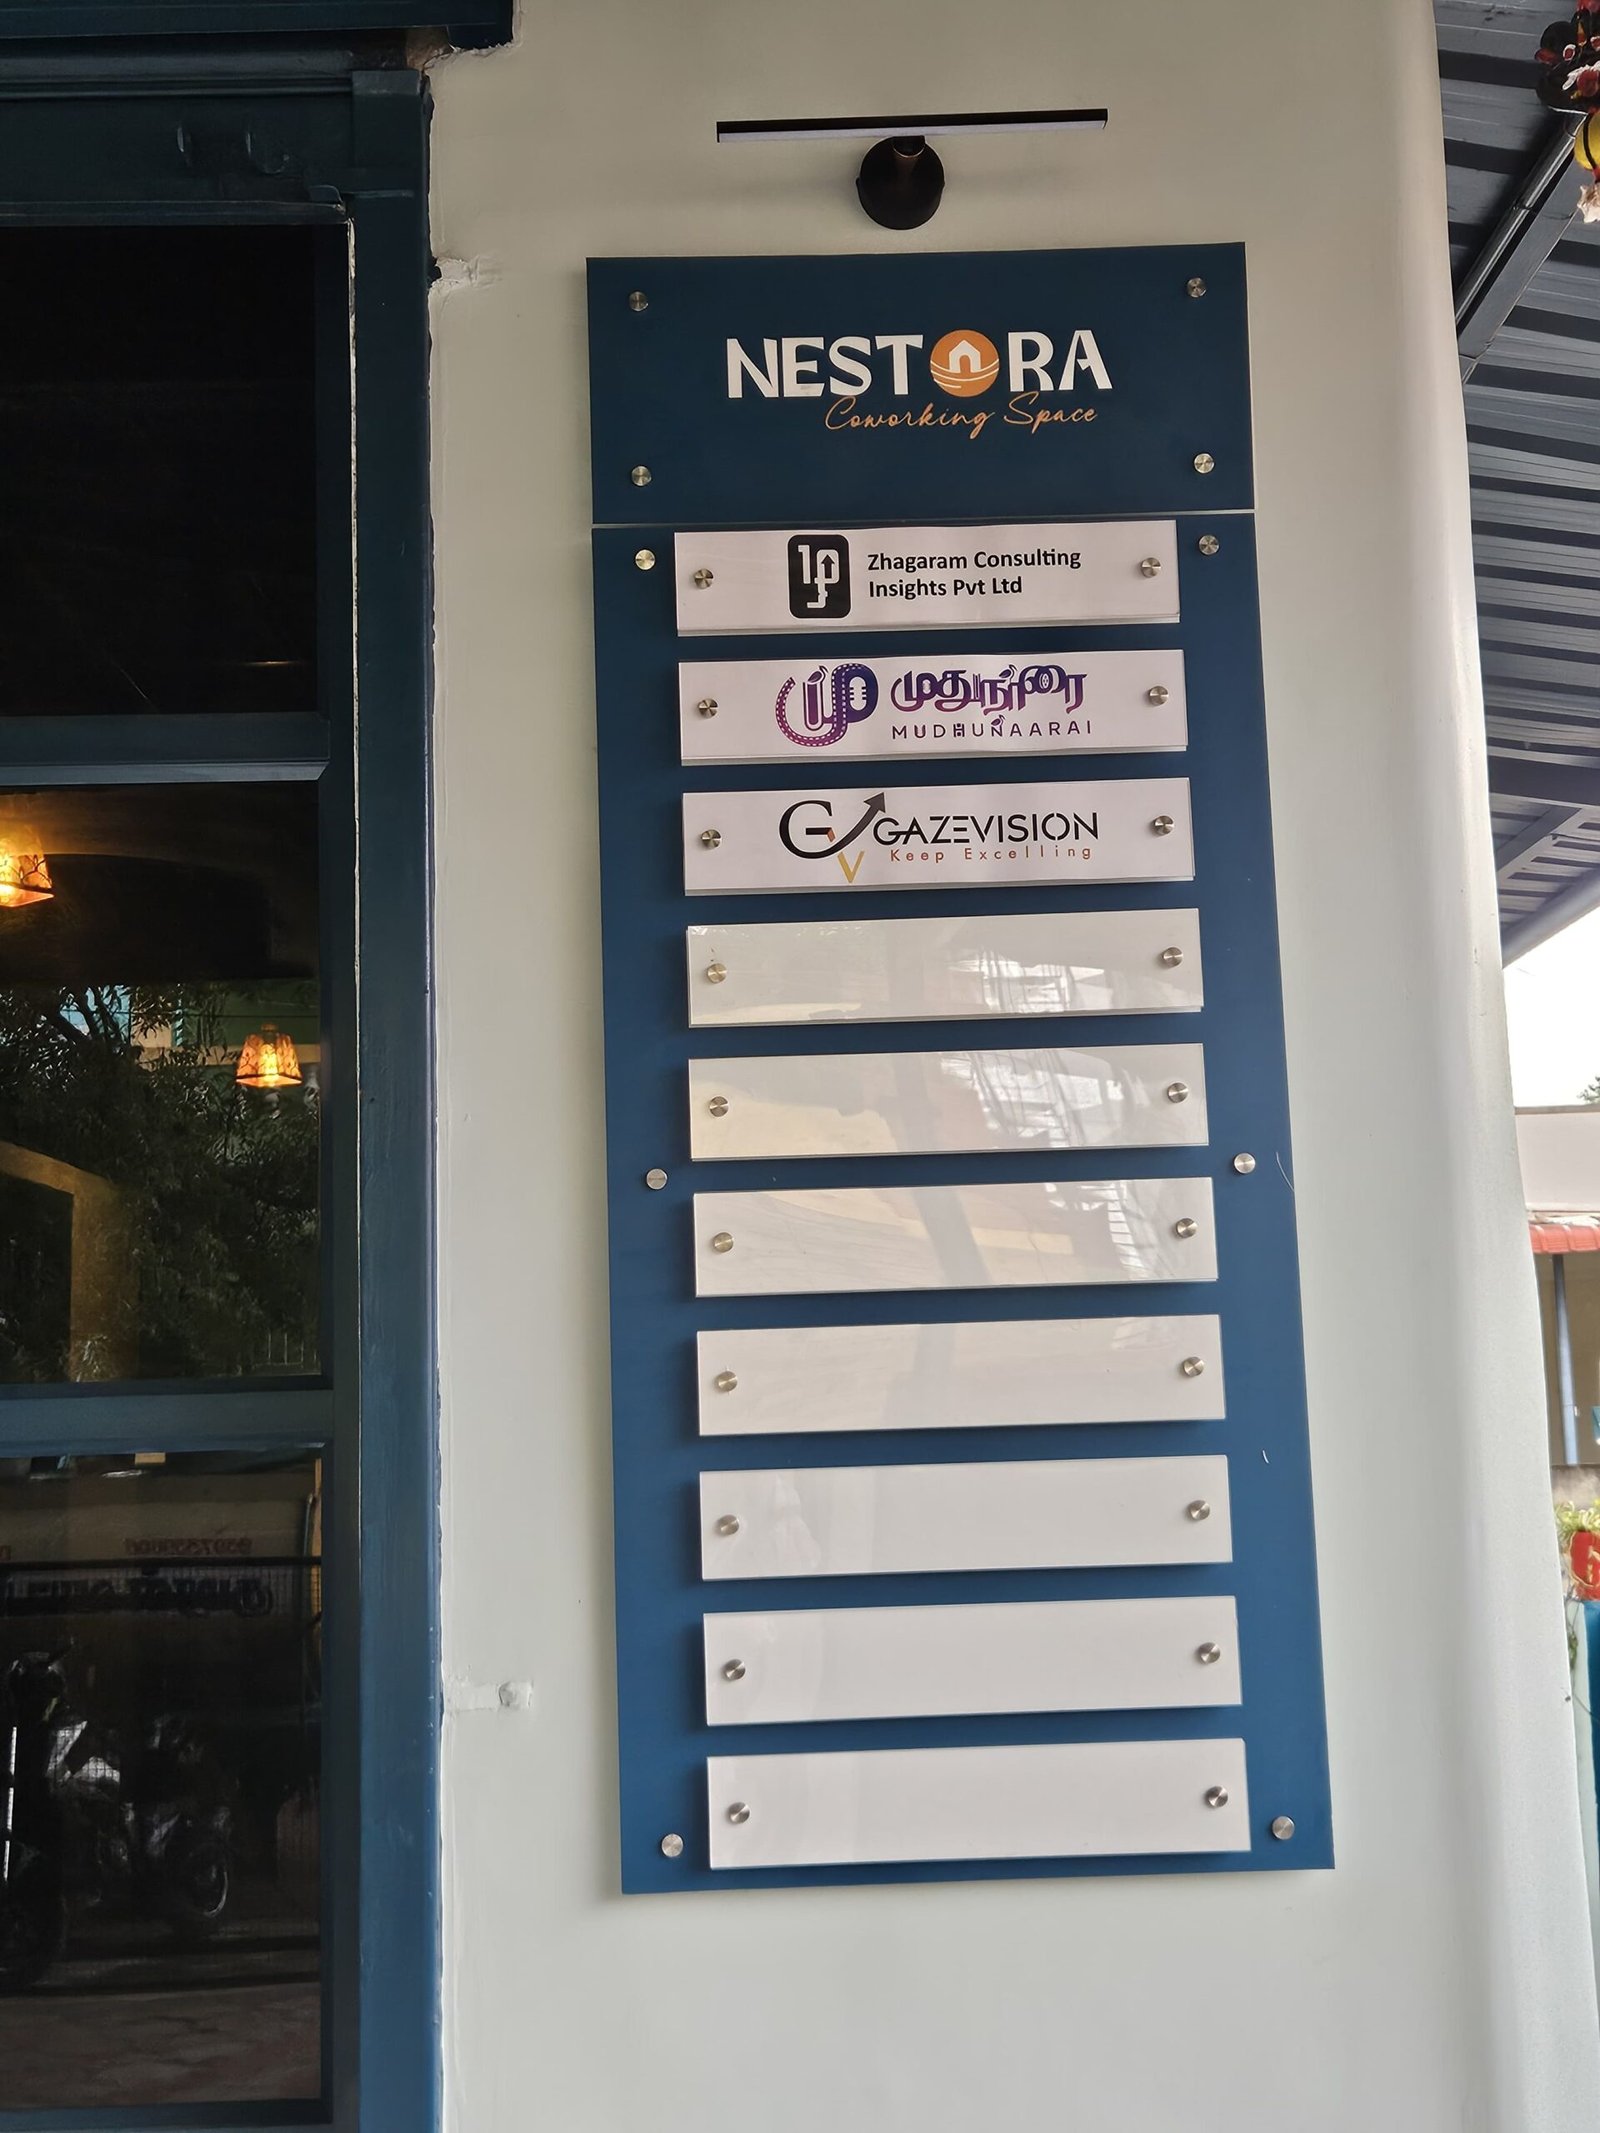 NESTORA
Coworking Space
Zhagaram Consulting
Insights Pvt Ltd
முதுநாரை
MUDHUNAARAI
GAZEVISION
Keep Excelling